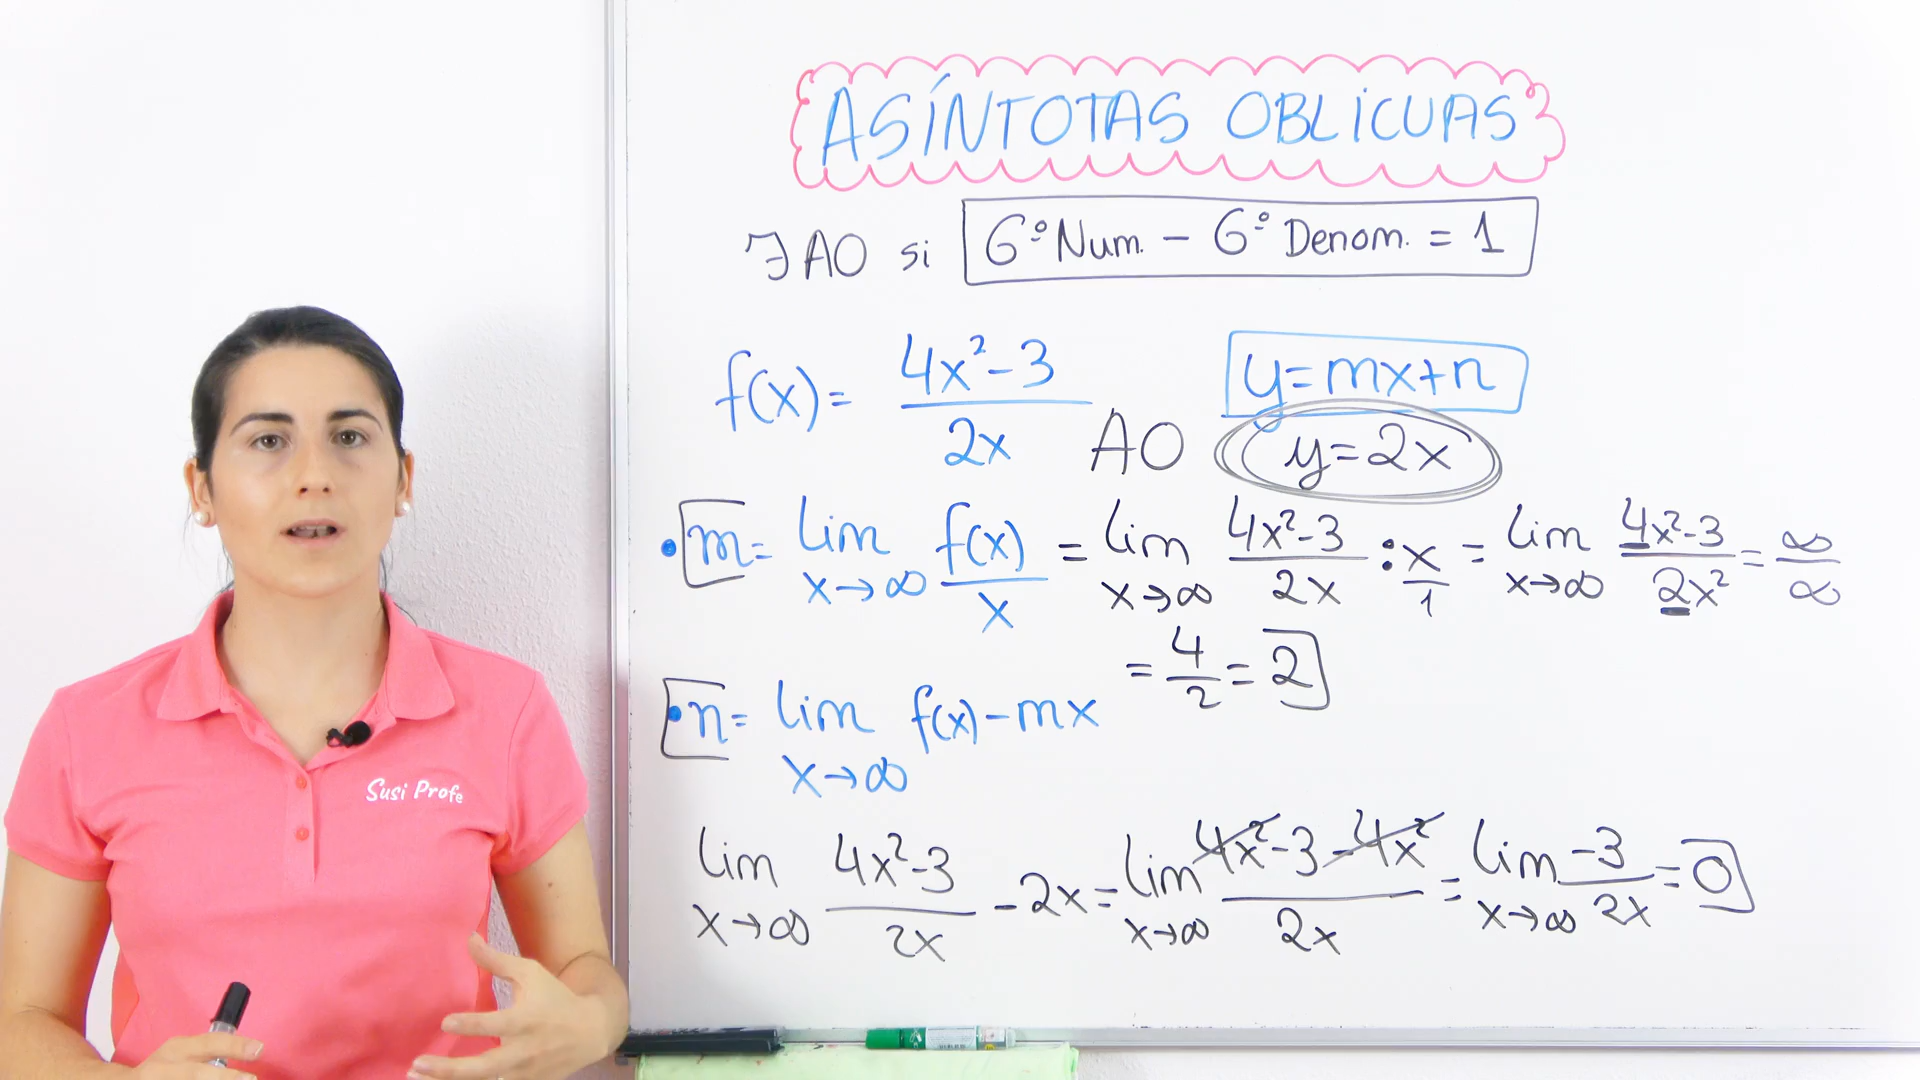 ASÍNTOTAS OBLICUAS
∃ AO si Gº Num. - Gº Denom. = 1
f(x) = (4x²-3)/(2x)
y=mx+n
AO y=2x
• m = lim x→∞ f(x)/x = lim x→∞ (4x²-3)/(2x) : x/1 = lim x→∞ (4x²-3)/(2x²) = ∞/∞
= 4/2 = 2
• n = lim x→∞ f(x)-mx
lim x→∞ (4x²-3)/(2x) - 2x = lim x→∞ (4x²-3-4x²)/(2x) = lim x→∞ -3/(2x) = 0
Susi Profe